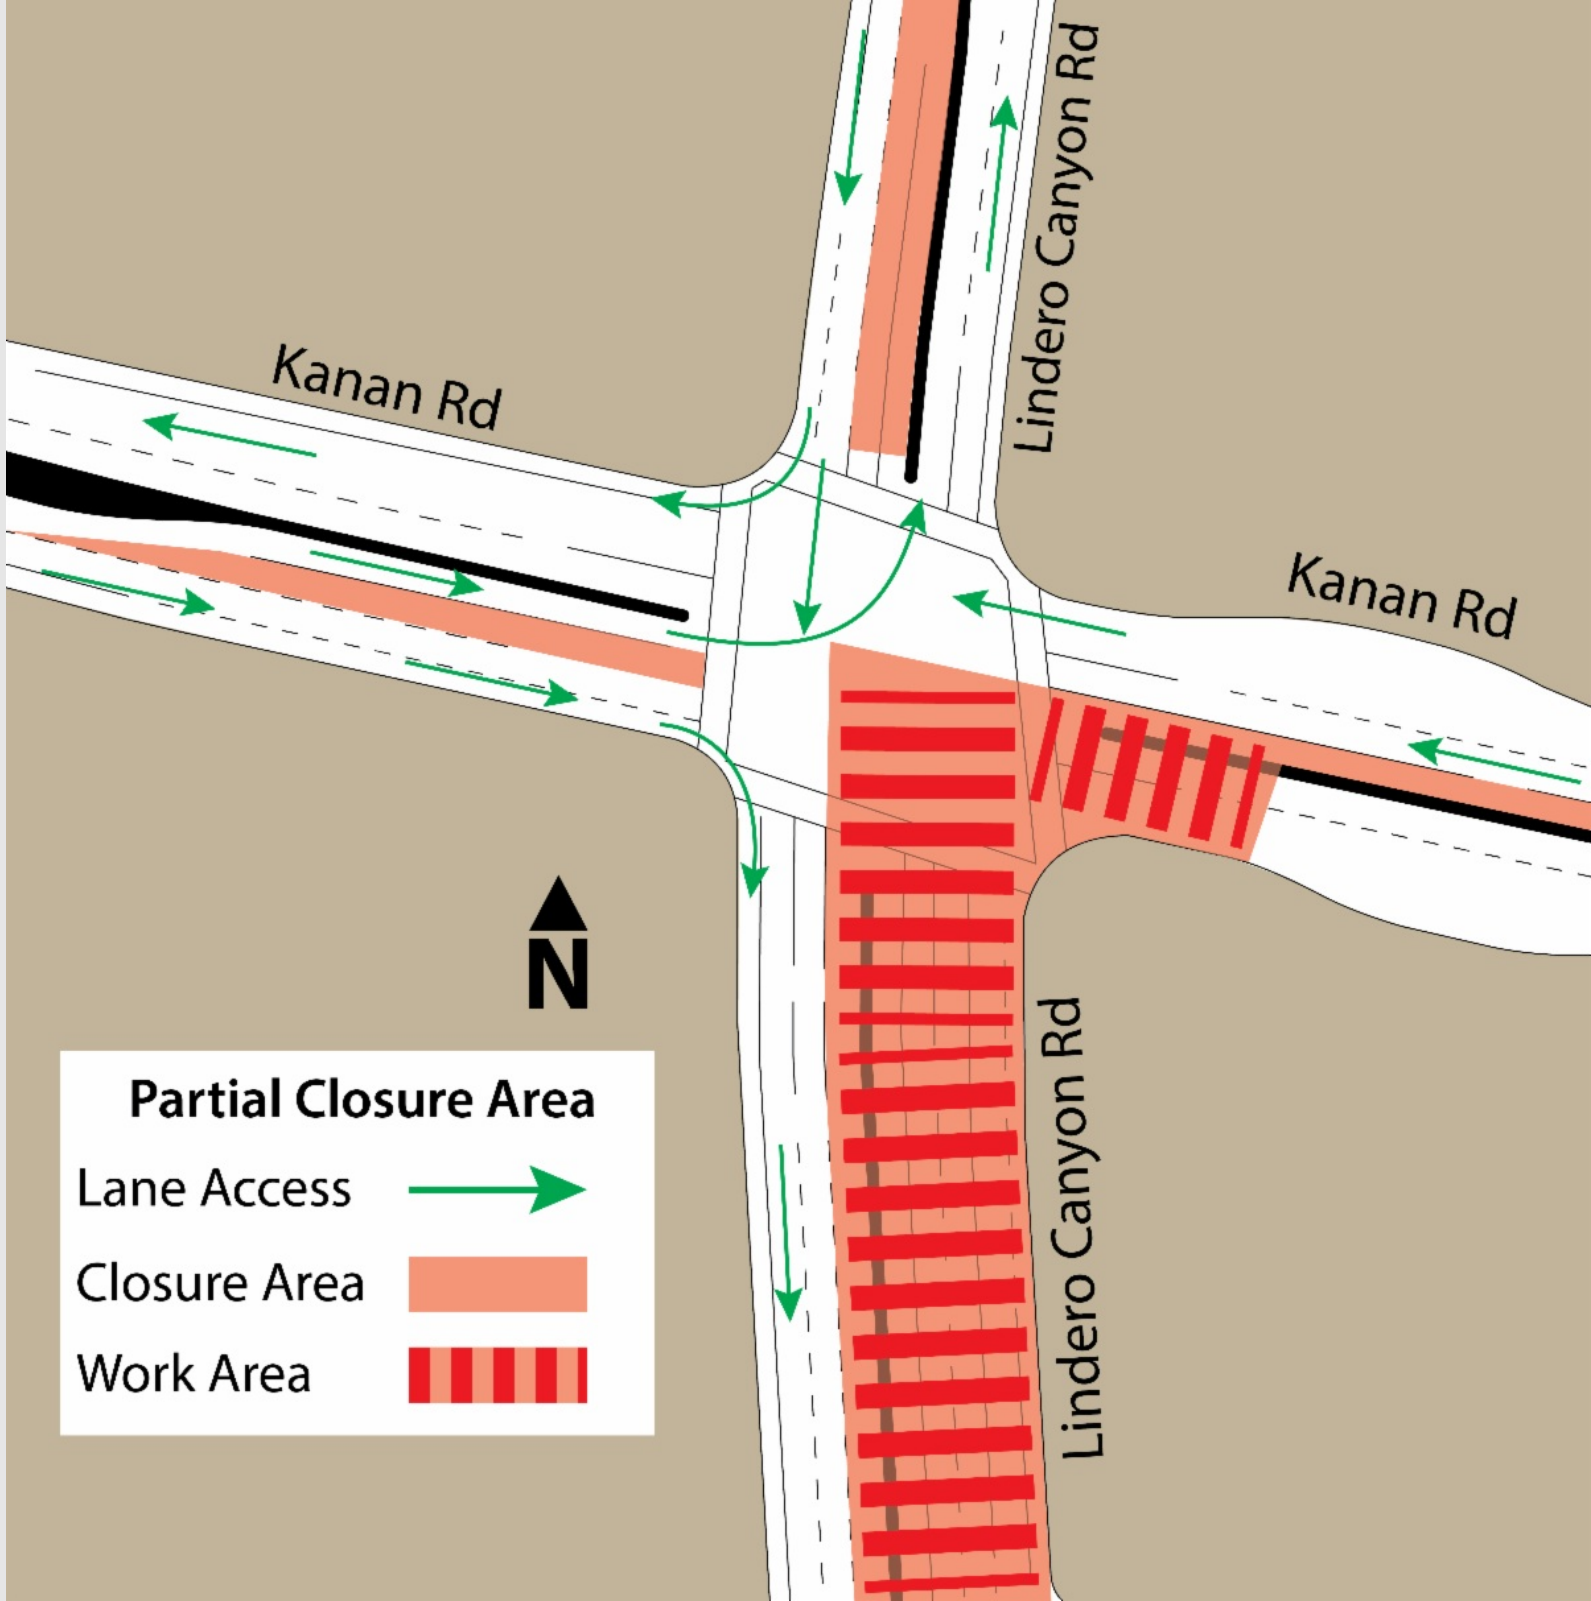 Lindero Canyon Rd
Kanan Rd
Kanan Rd
N
Lindero Canyon Rd
Partial Closure Area
Lane Access
Closure Area
Work Area